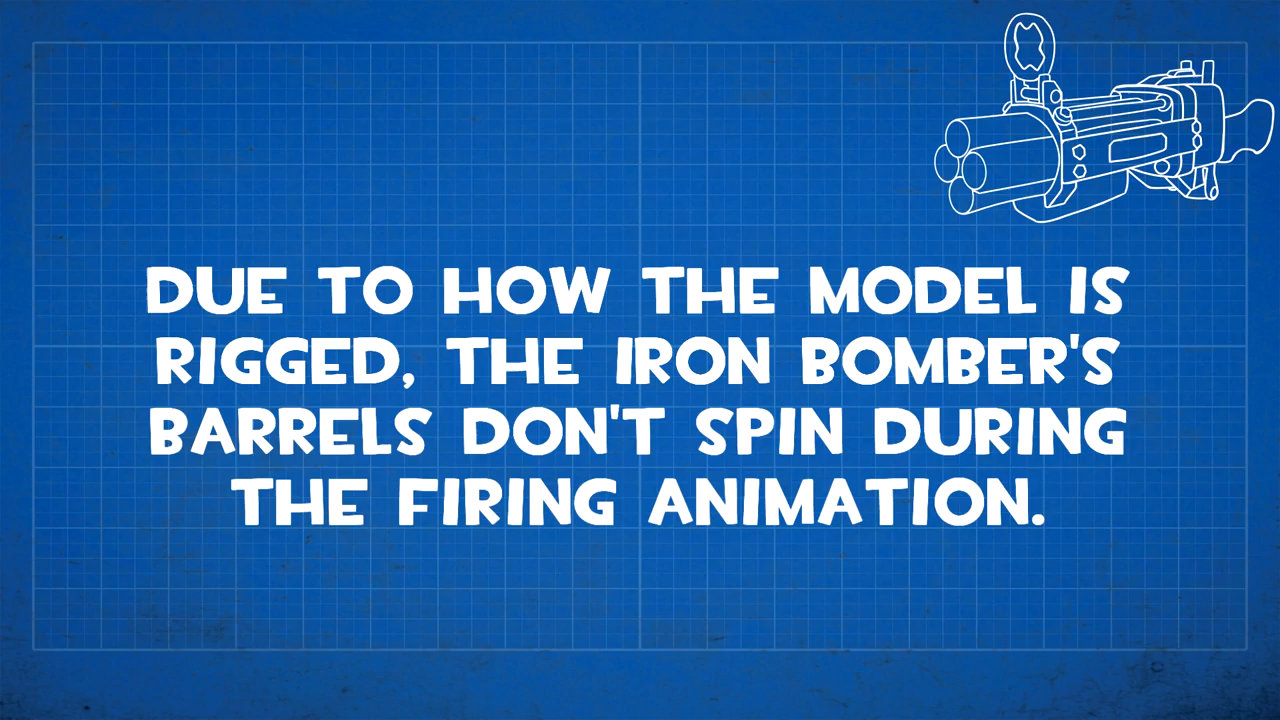 DUE TO HOW THE MODEL IS
RIGGED, THE IRON BOMBER'S
BARRELS DON'T SPIN DURING
THE FIRING ANIMATION.